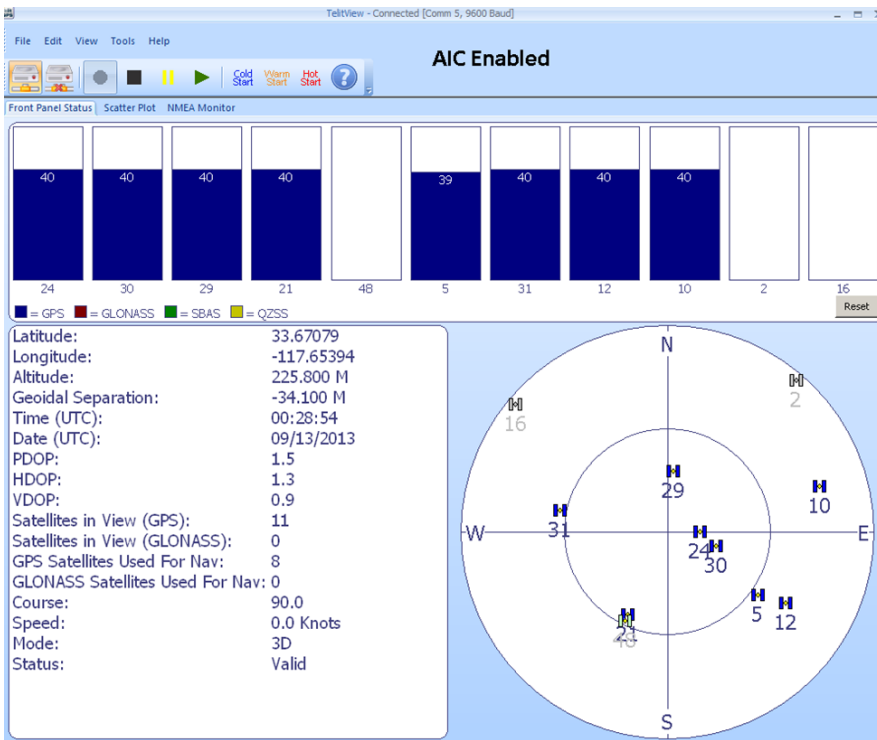 TelitView - Connected [Comm 5, 9600 Baud]
File Edit View Tools Help
AIC Enabled
Cold Start Warm Start Hot Start ?
Front Panel Status Scatter Plot NMEA Monitor
40 40 40 40 39 40 40 40
24 30 29 21 48 5 31 12 10 2 16
= GPS = GLONASS = SBAS = QZSS
Reset
Latitude: 33.67079
Longitude: -117.65394
Altitude: 225.800 M
Geoidal Separation: -34.100 M
Time (UTC): 00:28:54
Date (UTC): 09/13/2013
PDOP: 1.5
HDOP: 1.3
VDOP: 0.9
Satellites in View (GPS): 11
Satellites in View (GLONASS): 0
GPS Satellites Used For Nav: 8
GLONASS Satellites Used For Nav: 0
Course: 90.0
Speed: 0.0 Knots
Mode: 3D
Status: Valid
N
2
16
29
10
31
W
24
E
30
5
12
21
48
S